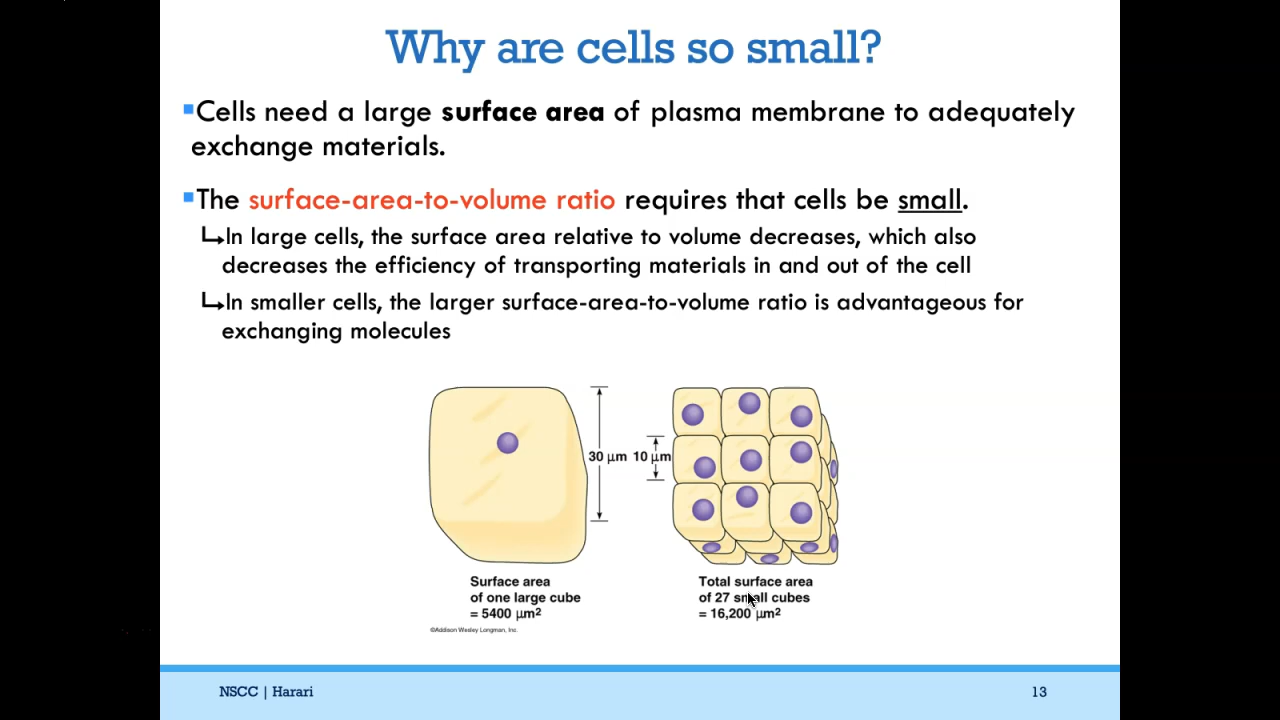 Why are cells so small?
Cells need a large surface area of plasma membrane to adequately
exchange materials.
The surface-area-to-volume ratio requires that cells be small.
In large cells, the surface area relative to volume decreases, which also
decreases the efficiency of transporting materials in and out of the cell
In smaller cells, the larger surface-area-to-volume ratio is advantageous for
exchanging molecules
30 µm
10 µm
Surface area
of one large cube
= 5400 µm²
Total surface area
of 27 small cubes
= 16,200 µm²
©Addison Wesley Longman, Inc.
NSCC | Harari
13